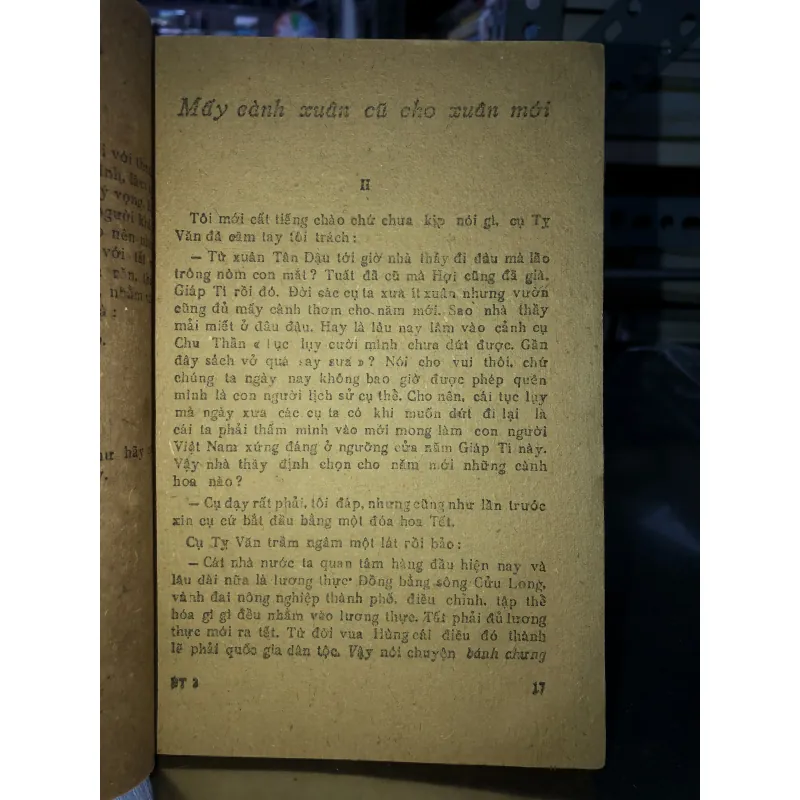 Mấy cành xuân cũ cho xuân mới
II
Tôi mới cất tiếng chào chứ chưa kịp nói gì, cụ Tỵ
Văn đã cầm tay tôi trách :
— Từ xuân Tân Dậu tới giờ nhà thầy đi đâu mà lão
trông nòm con mắt ? Tuất đã cũ mà Hợi cũng đã già.
Giáp Tí rồi đó. Đời các cụ ta xưa ít xuân nhưng vườn
cũng đủ mấy cành thơm cho năm mới. Sao nhà thầy
mải miết ở đâu đâu. Hay là lâu nay lâm vào cảnh cụ
Chu Thần « tục lụy cười mình chưa dứt được. Gần
đây sách vở quá say sưa » ? Nói cho vui thôi, chứ
chúng ta ngày nay không bao giờ được phép quên
mình là con người lịch sử cụ thể. Cho nên, cái tục lụy
mà ngày xưa các cụ ta có khi muốn dứt đi lại là
cái ta phải thấm mình vào mới mong làm con người
Việt Nam xứng đáng ở ngưỡng cửa năm Giáp Tí này.
Vậy nhà thầy định chọn cho năm mới những cành
hoa nào ?
— Cụ dạy rất phải, tôi đáp, nhưng cũng như lần trước
xin cụ cứ bắt đầu bằng một đóa hoa Tết.
Cụ Tỵ Văn trầm ngâm một lát rồi bảo :
— Cái nhà nước ta quan tâm hàng đầu hiện nay và
lâu dài nữa là lương thực. Đồng bằng sông Cửu Long,
vành đai nông nghiệp thành phố, điều chỉnh, tập thể
hóa gì gì đều nhằm vào lương thực. Tết phải đủ lương
thực mới ra tết. Từ đời vua Hùng cái điều đó thành
lẽ phải quốc gia dân tộc. Vậy nói chuyện bánh chưng
BT 2 17